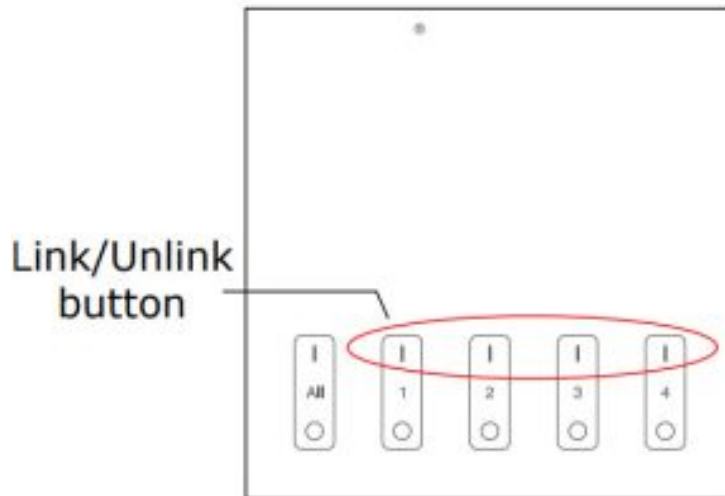 Link/Unlink
button
I I I I I
All 1 2 3 4
O O O O O